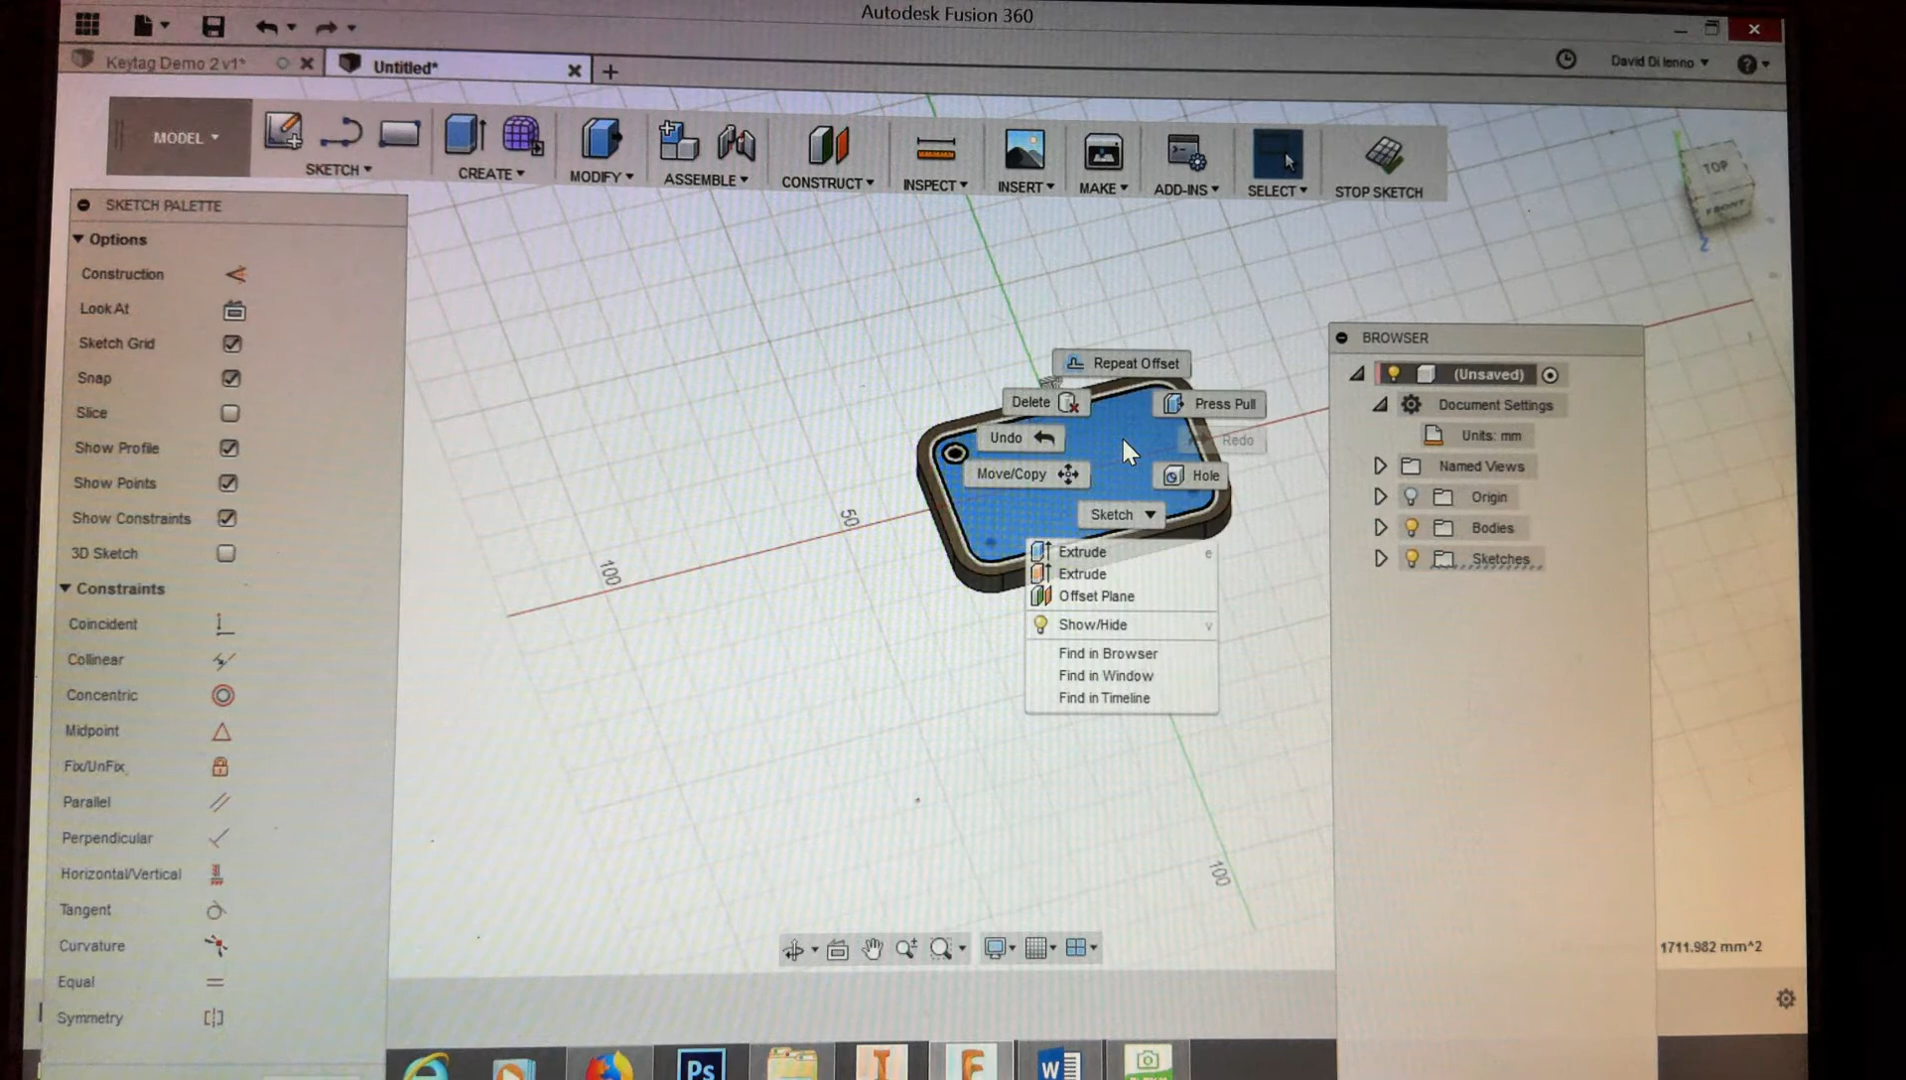 Autodesk Fusion 360
Keytag Demo 2 v1*
Untitled*
David Di Ienno
MODEL
SKETCH
CREATE
MODIFY
ASSEMBLE
CONSTRUCT
INSPECT
INSERT
MAKE
ADD-INS
SELECT
STOP SKETCH
TOP
FRONT
Z
SKETCH PALETTE
Options
Construction
Look At
Sketch Grid
Snap
Slice
Show Profile
Show Points
Show Constraints
3D Sketch
Constraints
Coincident
Collinear
Concentric
Midpoint
Fix/UnFix
Parallel
Perpendicular
Horizontal/Vertical
Tangent
Curvature
Equal
Symmetry
Repeat Offset
Delete
Press Pull
Undo
Redo
Move/Copy
Hole
Sketch
Extrude e
Extrude
Offset Plane
Show/Hide v
Find in Browser
Find in Window
Find in Timeline
50
100
100
BROWSER
(Unsaved)
Document Settings
Units: mm
Named Views
Origin
Bodies
Sketches
1711.982 mm^2
Ps
I
F
W